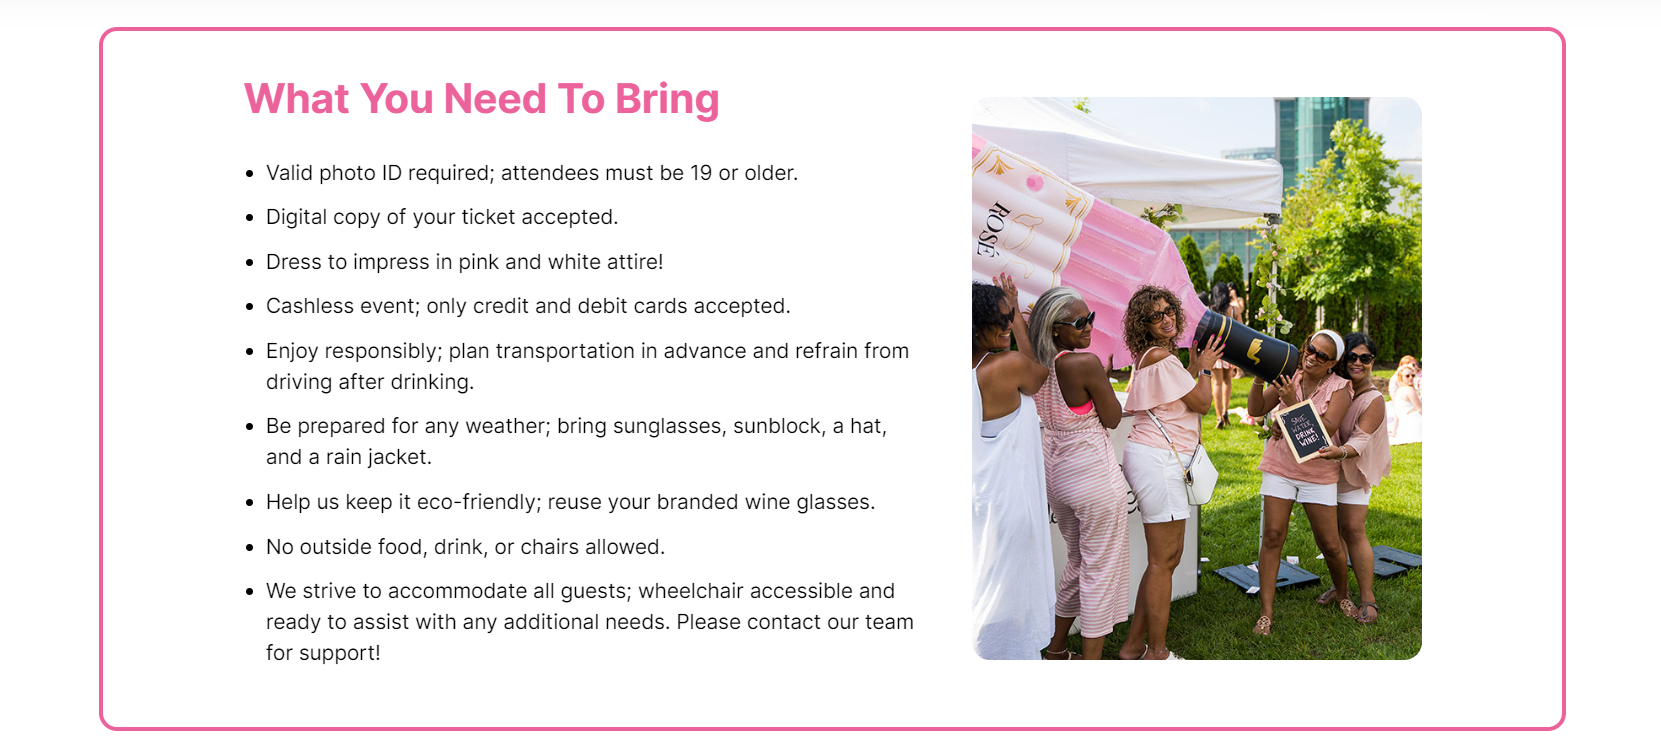 What You Need To Bring
• Valid photo ID required; attendees must be 19 or older.
• Digital copy of your ticket accepted.
• Dress to impress in pink and white attire!
• Cashless event; only credit and debit cards accepted.
• Enjoy responsibly; plan transportation in advance and refrain from
driving after drinking.
• Be prepared for any weather; bring sunglasses, sunblock, a hat,
and a rain jacket.
• Help us keep it eco-friendly; reuse your branded wine glasses.
• No outside food, drink, or chairs allowed.
• We strive to accommodate all guests; wheelchair accessible and
ready to assist with any additional needs. Please contact our team
for support!
ROSÉ
SAVE
WATER
DRINK
WINE!